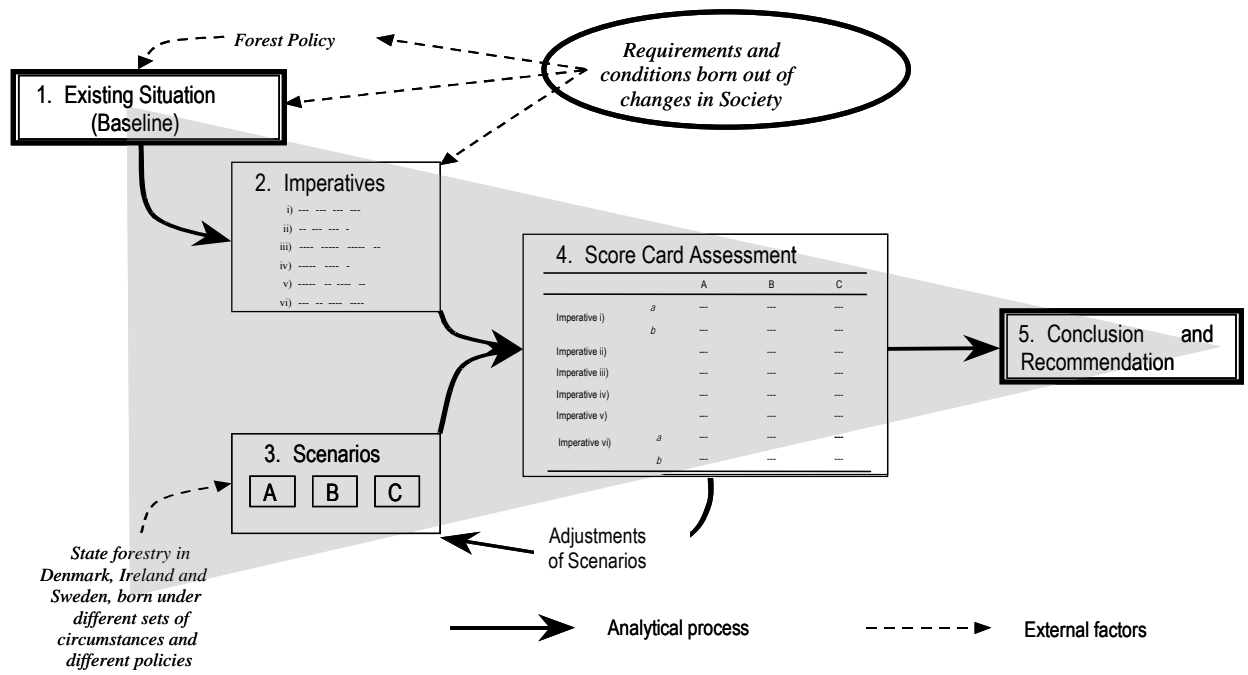 Forest Policy
Requirements and
conditions born out of
changes in Society
1. Existing Situation
(Baseline)
2. Imperatives
i) --- --- --- ---
ii) -- --- --- -
iii) ---- ----- ----- --
iv) ----- ---- -
v) ----- -- ---- --
vi) --- -- ---- ----
4. Score Card Assessment
A B C
Imperative i) a --- --- ---
b --- --- ---
Imperative ii) --- --- ---
Imperative iii) --- --- ---
Imperative iv) --- --- ---
Imperative v) --- --- ---
Imperative vi) a --- --- ---
b --- --- ---
5. Conclusion and
Recommendation
3. Scenarios
A B C
Adjustments
of Scenarios
State forestry in
Denmark, Ireland and
Sweden, born under
different sets of
circumstances and
different policies
Analytical process
External factors